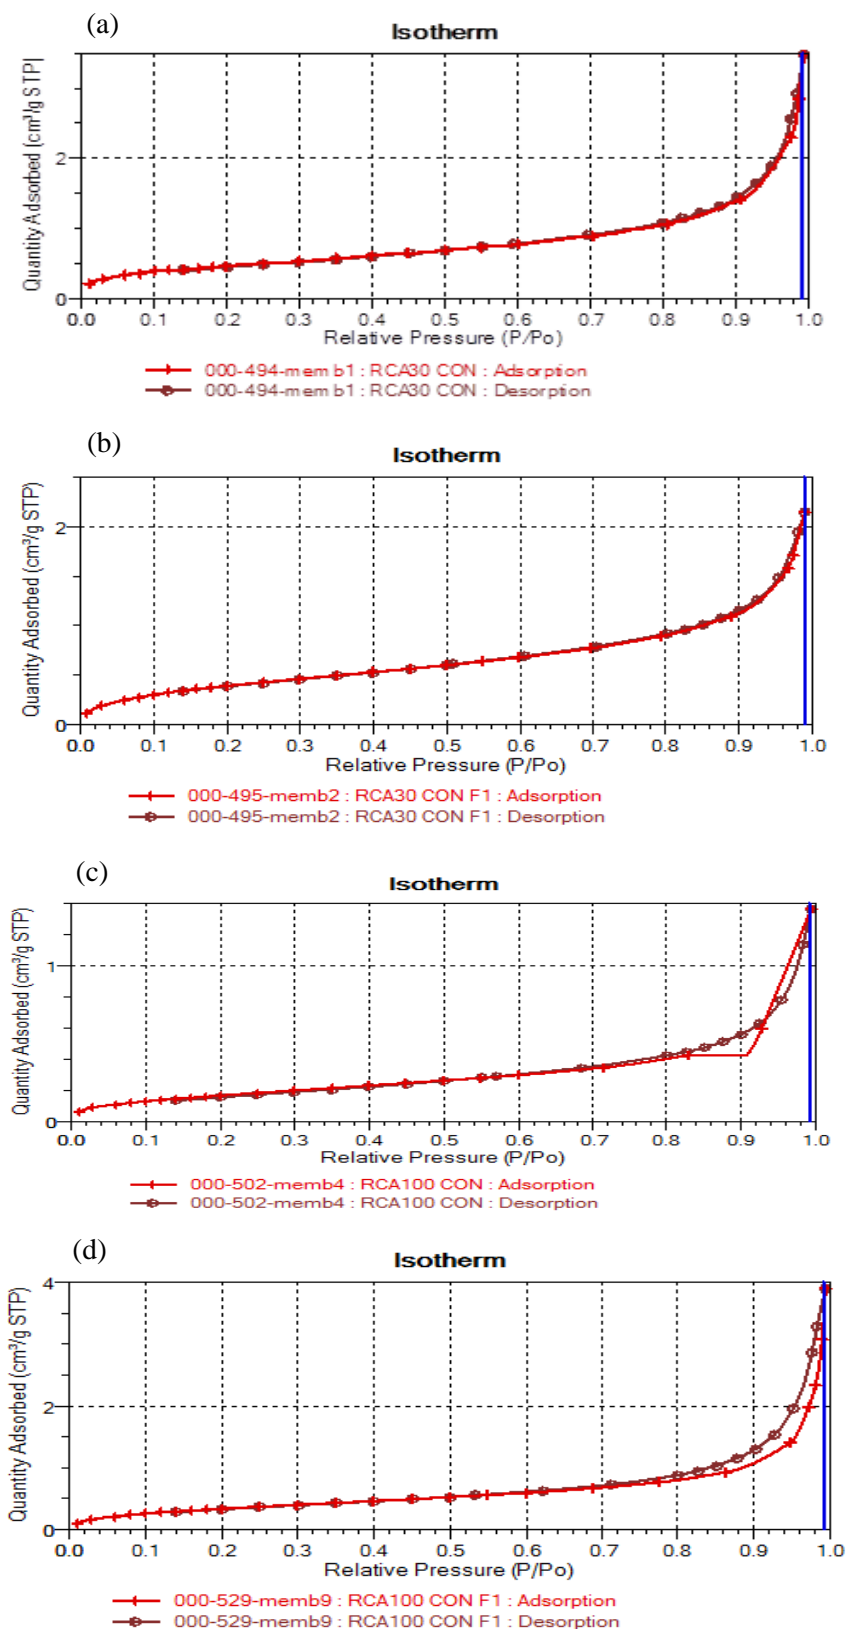 (a)
Isotherm
Quantity Adsorbed (cm³/g STP)
2
0
0.0 0.1 0.2 0.3 0.4 0.5 0.6 0.7 0.8 0.9 1.0
Relative Pressure (P/Po)
000-494-memb1 : RCA30 CON : Adsorption
000-494-memb1 : RCA30 CON : Desorption
(b)
Isotherm
Quantity Adsorbed (cm³/g STP)
2
0
0.0 0.1 0.2 0.3 0.4 0.5 0.6 0.7 0.8 0.9 1.0
Relative Pressure (P/Po)
000-495-memb2 : RCA30 CON F1 : Adsorption
000-495-memb2 : RCA30 CON F1 : Desorption
(c)
Isotherm
Quantity Adsorbed (cm³/g STP)
1
0
0.0 0.1 0.2 0.3 0.4 0.5 0.6 0.7 0.8 0.9 1.0
Relative Pressure (P/Po)
000-502-memb4 : RCA100 CON : Adsorption
000-502-memb4 : RCA100 CON : Desorption
(d)
Isotherm
Quantity Adsorbed (cm³/g STP)
4
2
0
0.0 0.1 0.2 0.3 0.4 0.5 0.6 0.7 0.8 0.9 1.0
Relative Pressure (P/Po)
000-529-memb9 : RCA100 CON F1 : Adsorption
000-529-memb9 : RCA100 CON F1 : Desorption